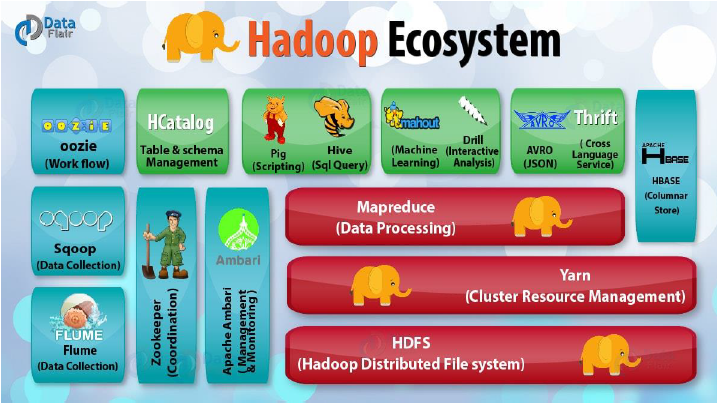 Data
Flair
Hadoop Ecosystem
OOZIE
oozie
(Work flow)
HCatalog
Table & schema
Management
Pig
(Scripting)
Hive
(Sql Query)
mahout
(Machine
Learning)
Drill
(Interactive
Analysis)
AVRO
AVRO
(JSON)
Thrift
( Cross
Language
Service)
APACHE
HBASE
HBASE
(Columnar
Store)
sqoop
Sqoop
(Data Collection)
FLUME
Flume
(Data Collection)
Zookeeper
(Coordination)
Ambari
Apache Ambari
( Management
& Monitoring )
Mapreduce
(Data Processing)
Yarn
(Cluster Resource Management)
HDFS
(Hadoop Distributed File system)